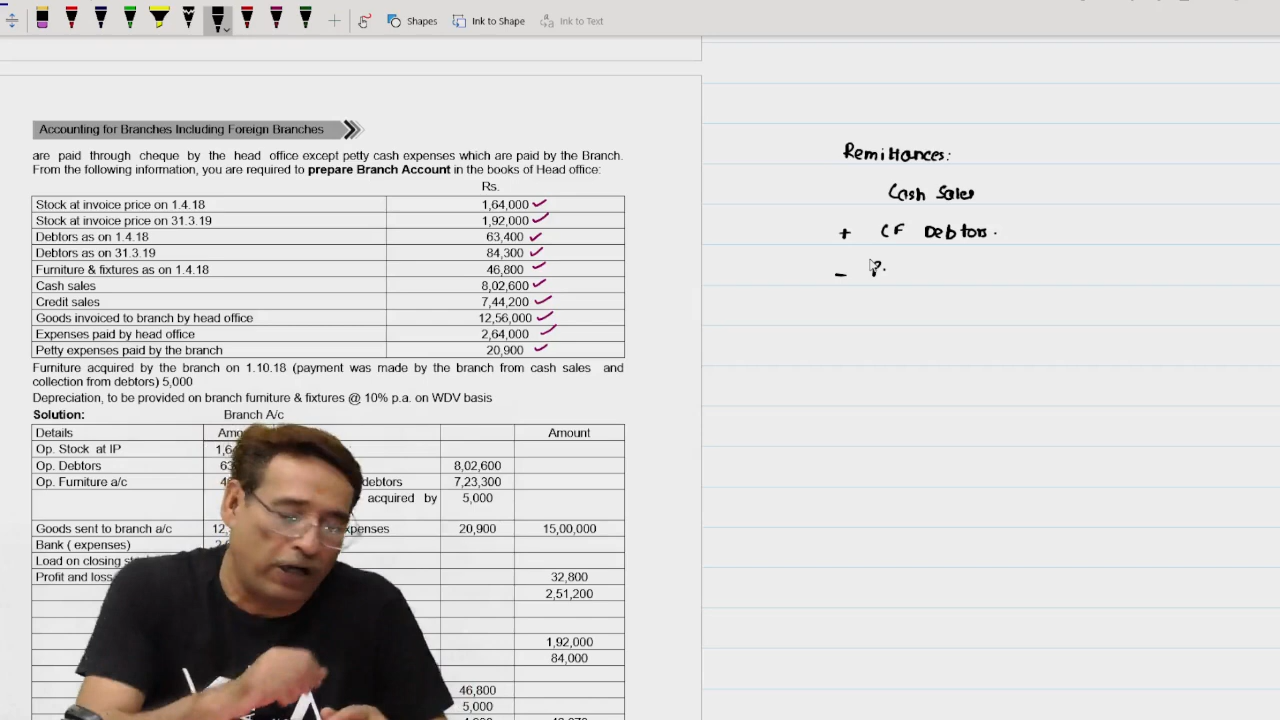 Shapes
Ink to Shape
Ink to Text
Accounting for Branches Including Foreign Branches
are paid through cheque by the head office except petty cash expenses which are paid by the Branch.
From the following information, you are required to prepare Branch Account in the books of Head office:
Rs.
Stock at invoice price on 1.4.18 1,64,000
Stock at invoice price on 31.3.19 1,92,000
Debtors as on 1.4.18 63,400
Debtors as on 31.3.19 84,300
Furniture & fixtures as on 1.4.18 46,800
Cash sales 8,02,600
Credit sales 7,44,200
Goods invoiced to branch by head office 12,56,000
Expenses paid by head office 2,64,000
Petty expenses paid by the branch 20,900
Furniture acquired by the branch on 1.10.18 (payment was made by the branch from cash sales and
collection from debtors) 5,000
Depreciation, to be provided on branch furniture & fixtures @ 10% p.a. on WDV basis
Solution: Branch A/c
Details Amount
Op. Stock at IP
Op. Debtors 8,02,600
Op. Furniture a/c debtors 7,23,300
acquired by 5,000
Goods sent to branch a/c 20,900 15,00,000
Bank ( expenses)
Load on closing
Profit and loss 32,800
2,51,200
1,92,000
84,000
46,800
5,000
Remittances:
Cash Sales
+ CF Debtors.
- P.